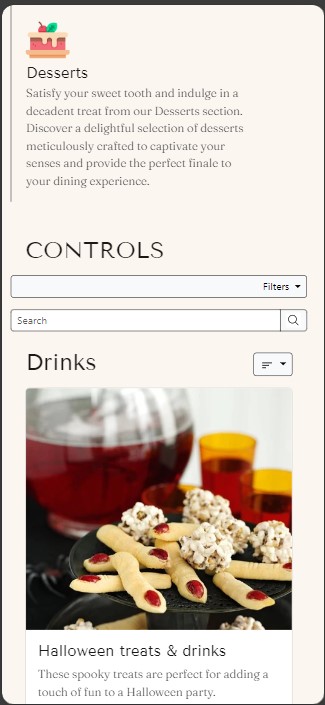 Desserts
Satisfy your sweet tooth and indulge in a
decadent treat from our Desserts section.
Discover a delightful selection of desserts
meticulously crafted to captivate your
senses and provide the perfect finale to
your dining experience.
CONTROLS
Filters
Search
Drinks
Halloween treats & drinks
These spooky treats are perfect for adding a
touch of fun to a Halloween party.